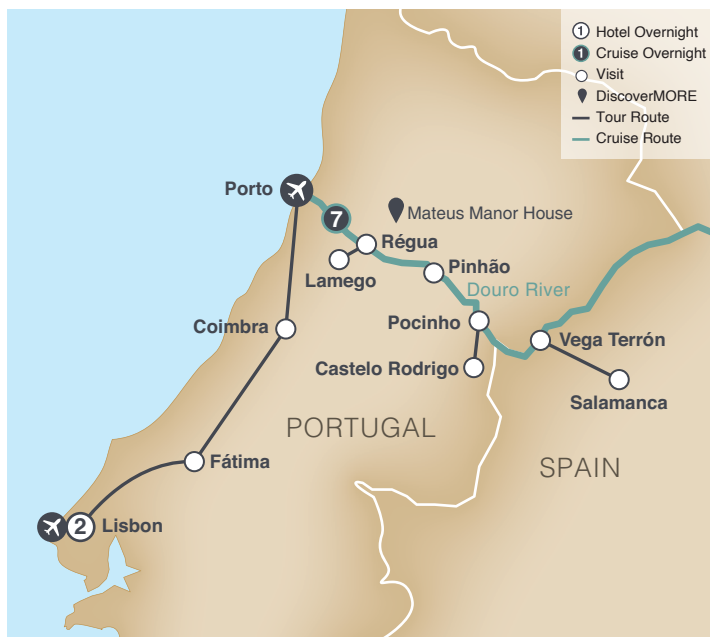 1 Hotel Overnight
1 Cruise Overnight
Visit
DiscoverMORE
Tour Route
Cruise Route
Porto
7
Mateus Manor House
Régua
Lamego
Pinhão
Douro River
Coimbra
Pocinho
Vega Terrón
Castelo Rodrigo
Salamanca
PORTUGAL
Fátima
SPAIN
2 Lisbon